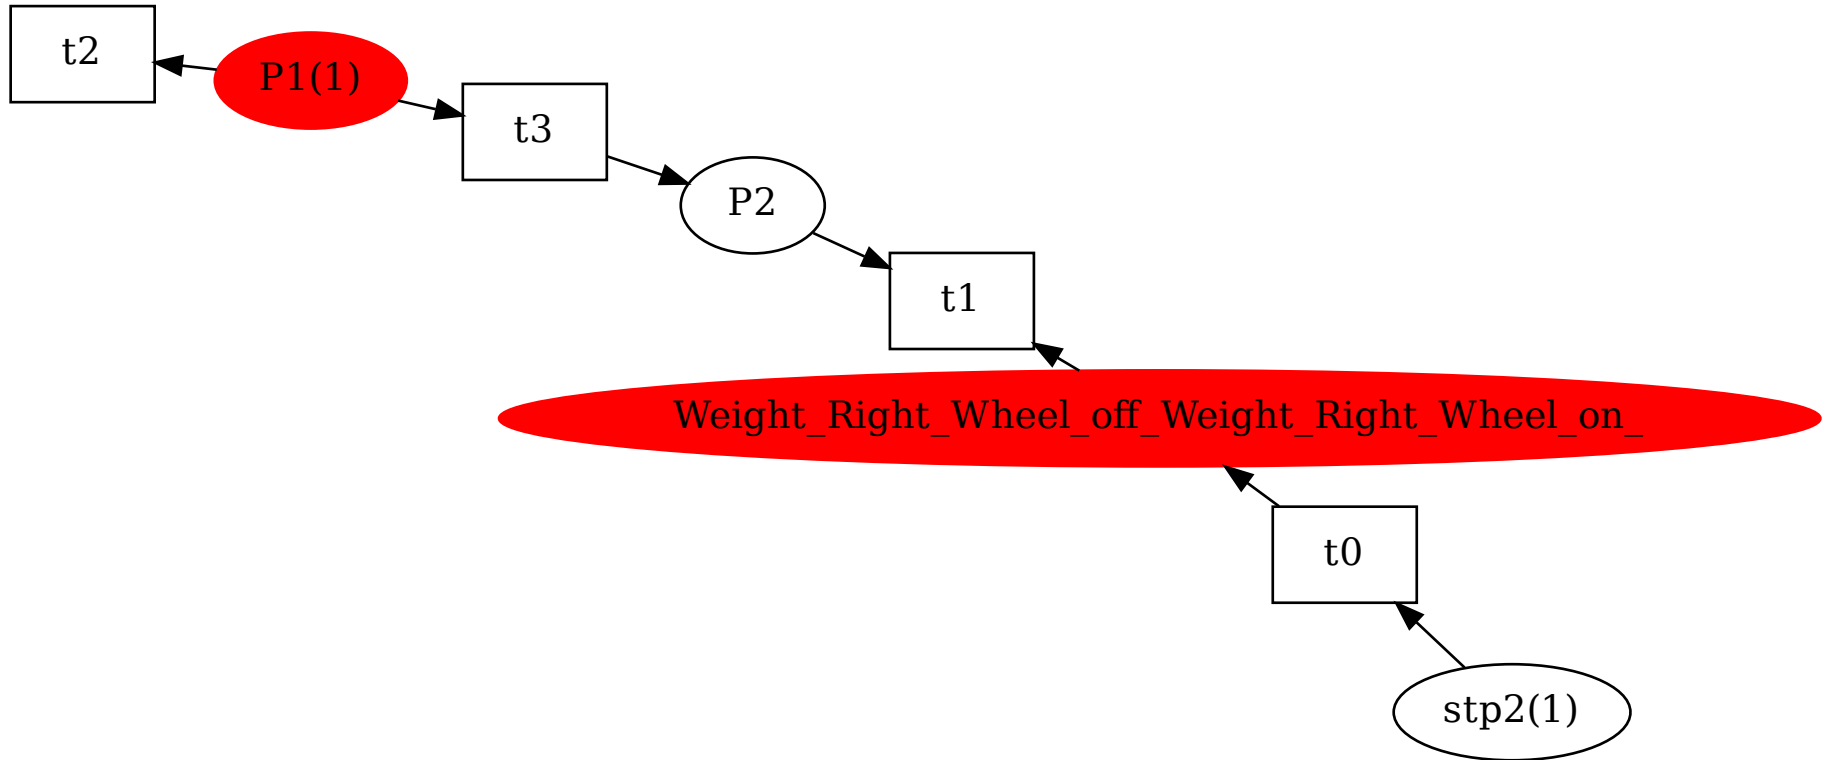 t2
P1(1)
t3
P2
t1
Weight_Right_Wheel_off_Weight_Right_Wheel_on_
t0
stp2(1)